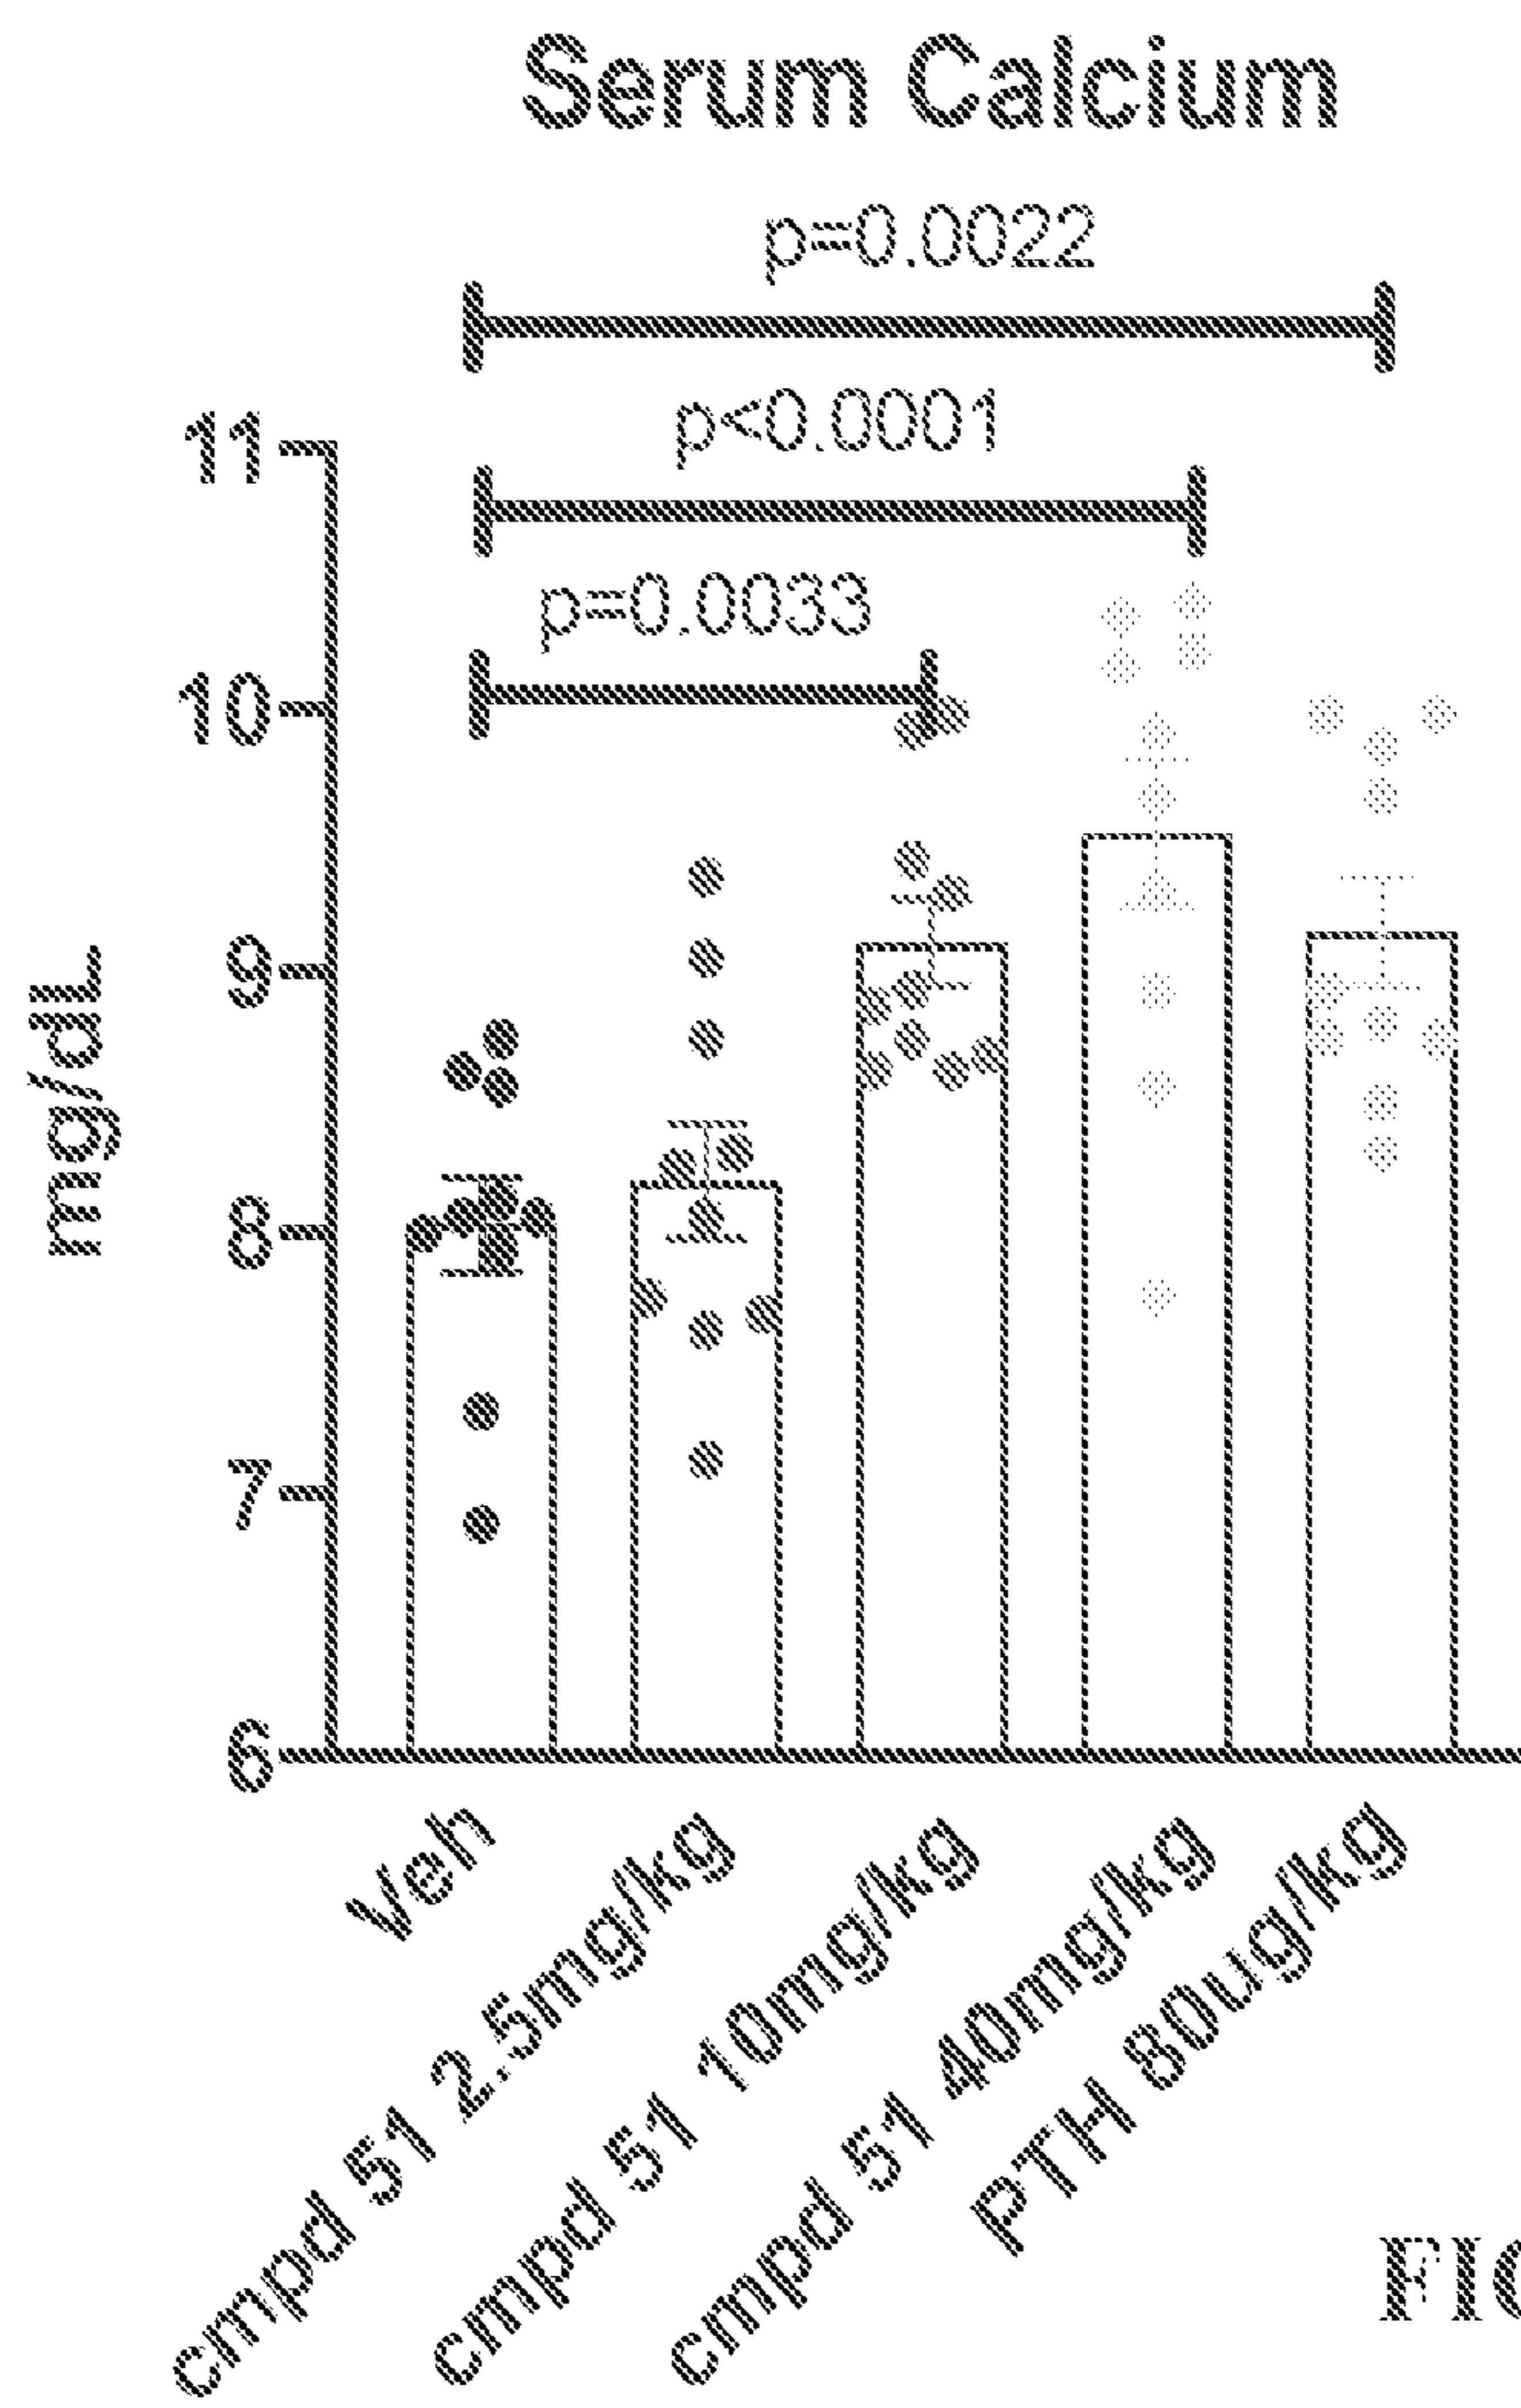 Serum Calcium
p=0.0022
p<0.0001
p=0.0033
11
10
9
8
7
6
mg/dL
Veh
cmpd 51 2.5mg/kg
cmpd 51 10mg/kg
cmpd 51 40mg/kg
PTH 80ug/kg